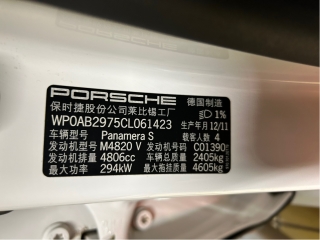 PORSCHE 德国制造
保时捷股份公司莱比锡工厂 1%
WP0AB2975CL061423 生产年月 12/11
车辆型号 Panamera S 载客人数 4
发动机型号 M4820 V 发动机号码 C01390
发动机排量 4806cc 车辆总质量 2405kg
最大功率 294kW 最大拖挂质量 4605kg